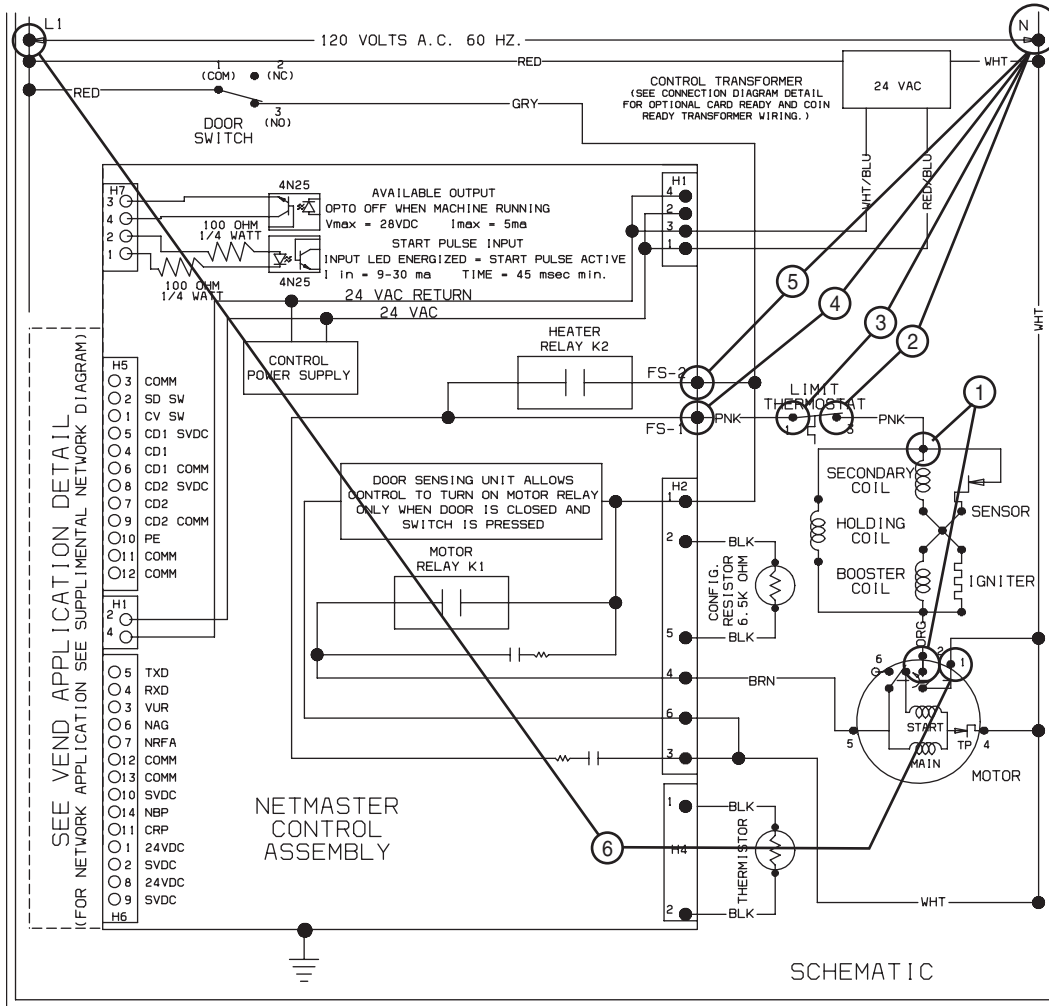 L1
N
120 VOLTS A.C. 60 HZ.
RED
WHT
1
(COM)
2
(NC)
RED
3
(NO)
GRY
DOOR
SWITCH
CONTROL TRANSFORMER
(SEE CONNECTION DIAGRAM DETAIL
FOR OPTIONAL CARD READY AND COIN
READY TRANSFORMER WIRING.)
24 VAC
WHT/BLU
RED/BLU
WHT
H7
3
4
2
1
4N25
AVAILABLE OUTPUT
OPTO OFF WHEN MACHINE RUNNING
Vmax = 28VDC Imax = 5ma
100 OHM
1/4 WATT
START PULSE INPUT
INPUT LED ENERGIZED = START PULSE ACTIVE
1 in = 9-30 ma TIME = 45 msec min.
4N25
100 OHM
1/4 WATT
H1
4
2
3
1
24 VAC RETURN
24 VAC
CONTROL
POWER SUPPLY
HEATER
RELAY K2
FS-2
FS-1
PNK
LIMIT
THERMOSTAT
1
3
PNK
5
4
3
2
1
SEE VEND APPLICATION DETAIL
(FOR NETWORK APPLICATION SEE SUPPLIMENTAL NETWORK DIAGRAM)
H5
3 COMM
2 SD SW
1 CV SW
5 CD1 SVDC
4 CD1
6 CD1 COMM
8 CD2 SVDC
7 CD2
9 CD2 COMM
10 PE
11 COMM
12 COMM
H1
2
4
5 TXD
4 RXD
3 VUR
6 NAG
7 NRFA
12 COMM
13 COMM
10 SVDC
14 NBP
11 CRP
1 24VDC
2 SVDC
8 24VDC
9 SVDC
H6
DOOR SENSING UNIT ALLOWS
CONTROL TO TURN ON MOTOR RELAY
ONLY WHEN DOOR IS CLOSED AND
SWITCH IS PRESSED
MOTOR
RELAY K1
H2
1
2
5
4
6
3
BLK
CONFIG.
RESISTOR
6.5K OHM
BLK
BRN
SECONDARY
COIL
SENSOR
HOLDING
COIL
BOOSTER
COIL
IGNITER
ORG
6
2
1
START
5
TP
4
MAIN
MOTOR
NETMASTER
CONTROL
ASSEMBLY
6
1
H4
2
BLK
THERMISTOR
BLK
WHT
SCHEMATIC